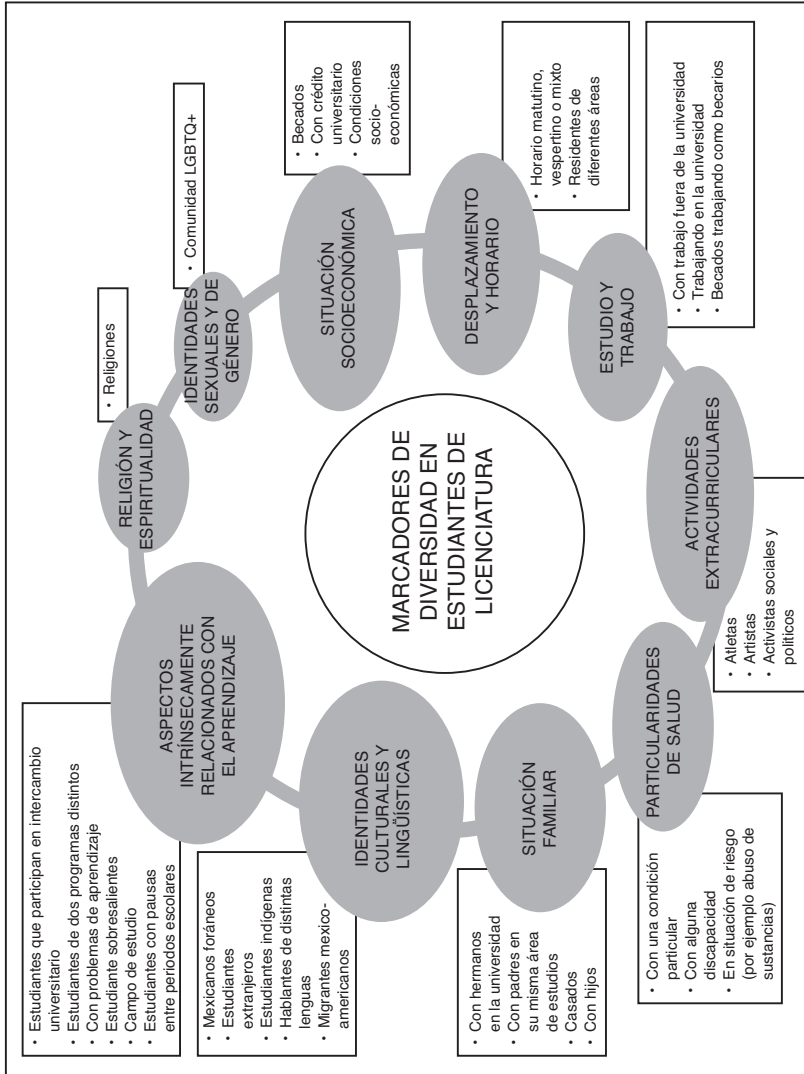 MARCADORES DE
DIVERSIDAD EN
ESTUDIANTES DE
LICENCIATURA
RELIGIÓN Y
ESPIRITUALIDAD
• Religiones
IDENTIDADES
SEXUALES Y DE
GÉNERO
• Comunidad LGBTQ+
SITUACIÓN
SOCIOECONÓMICA
• Becados
• Con crédito
universitario
• Condiciones
socio-
económicas
DESPLAZAMIENTO
Y HORARIO
• Horario matutino,
vespertino o mixto
• Residentes de
diferentes áreas
ESTUDIO Y
TRABAJO
• Con trabajo fuera de la universidad
• Trabajando en la universidad
• Becados trabajando como becarios
ACTIVIDADES
EXTRACURRICULARES
• Atletas
• Artistas
• Activistas sociales y
políticos
PARTICULARIDADES
DE SALUD
• Con una condición
particular
• Con alguna
discapacidad
• En situación de riesgo
(por ejemplo abuso de
sustancias)
SITUACIÓN
FAMILIAR
• Con hermanos
en la universidad
• Con padres en
su misma área
de estudios
• Casados
• Con hijos
IDENTIDADES
CULTURALES Y
LINGÜÍSTICAS
• Mexicanos foráneos
• Estudiantes
extranjeros
• Estudiantes indígenas
• Hablantes de distintas
lenguas
• Migrantes mexico-
americanos
ASPECTOS
INTRÍNSECAMENTE
RELACIONADOS CON
EL APRENDIZAJE
• Estudiantes que participan en intercambio
universitario
• Estudiantes de dos programas distintos
• Con problemas de aprendizaje
• Estudiante sobresalientes
• Campo de estudio
• Estudiantes con pausas
entre periodos escolares